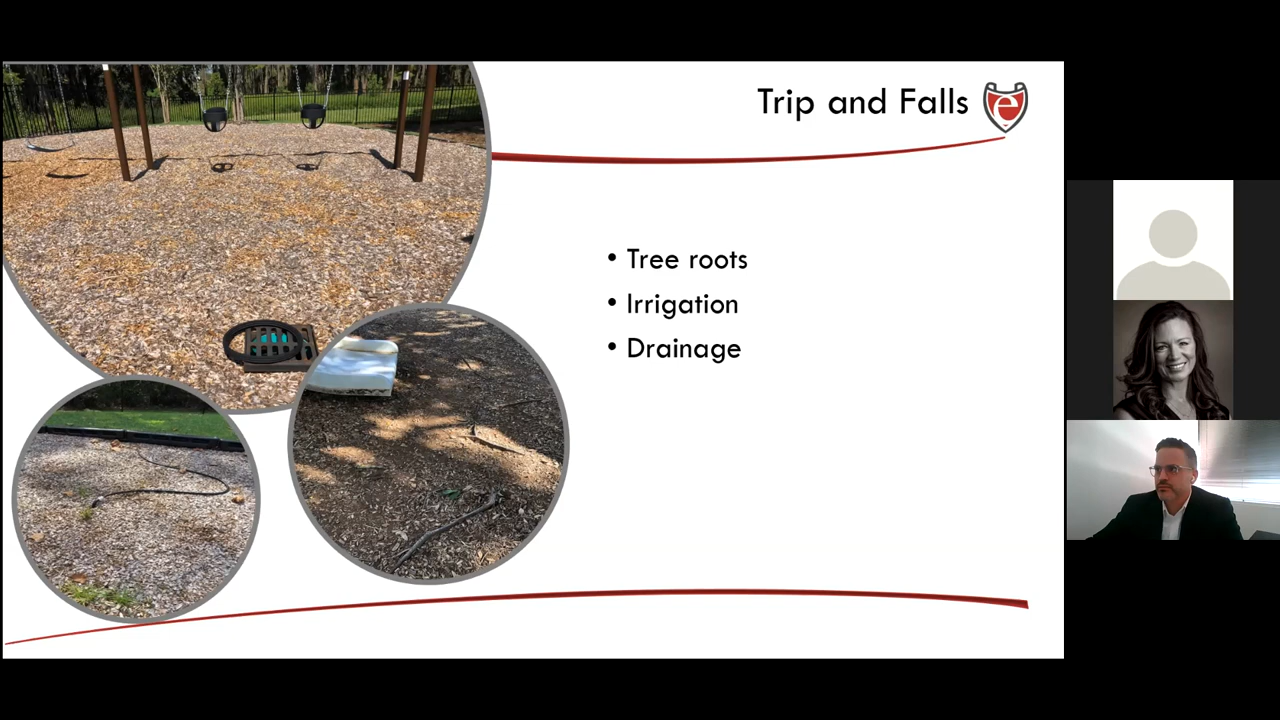 Trip and Falls
e
• Tree roots
• Irrigation
• Drainage